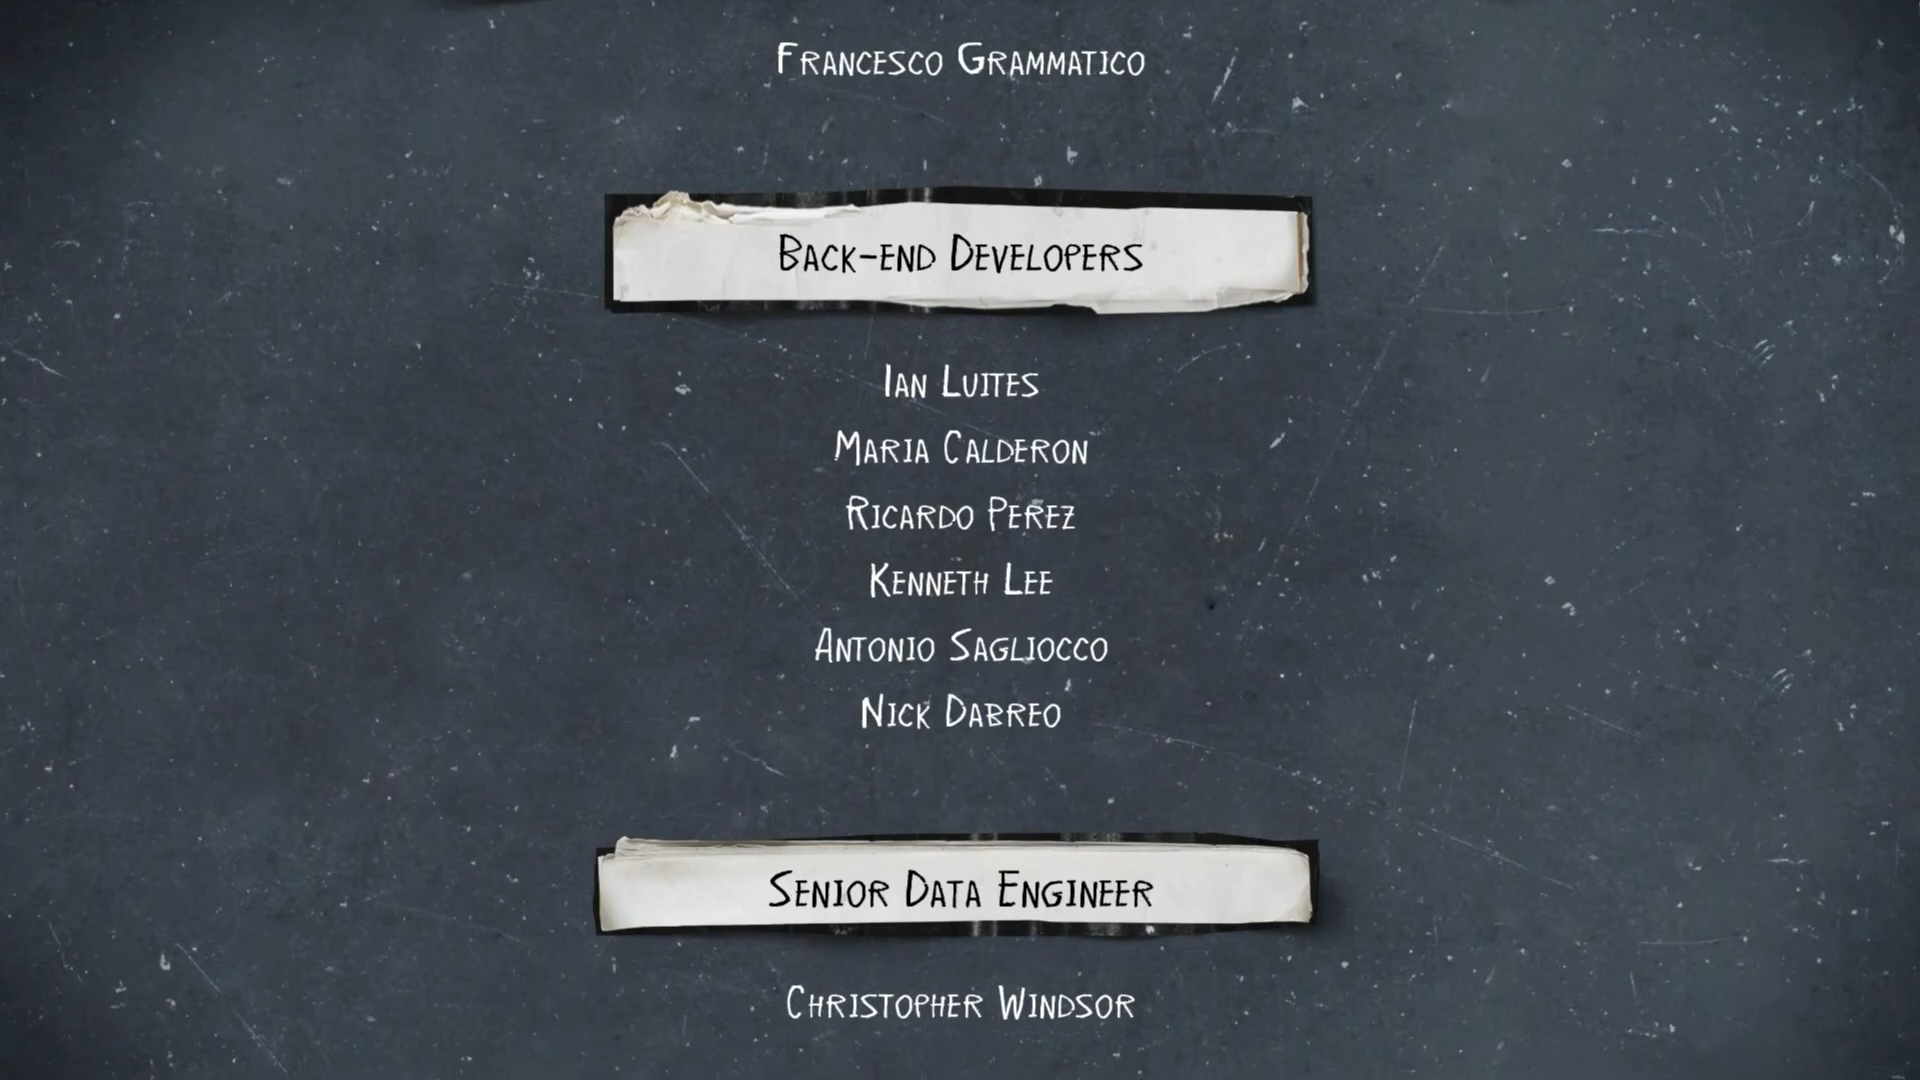 Francesco Grammatico
Back-end Developers
Ian Luites
Maria Calderon
Ricardo Perez
Kenneth Lee
Antonio Sagliocco
Nick Dabreo
Senior Data Engineer
Christopher Windsor